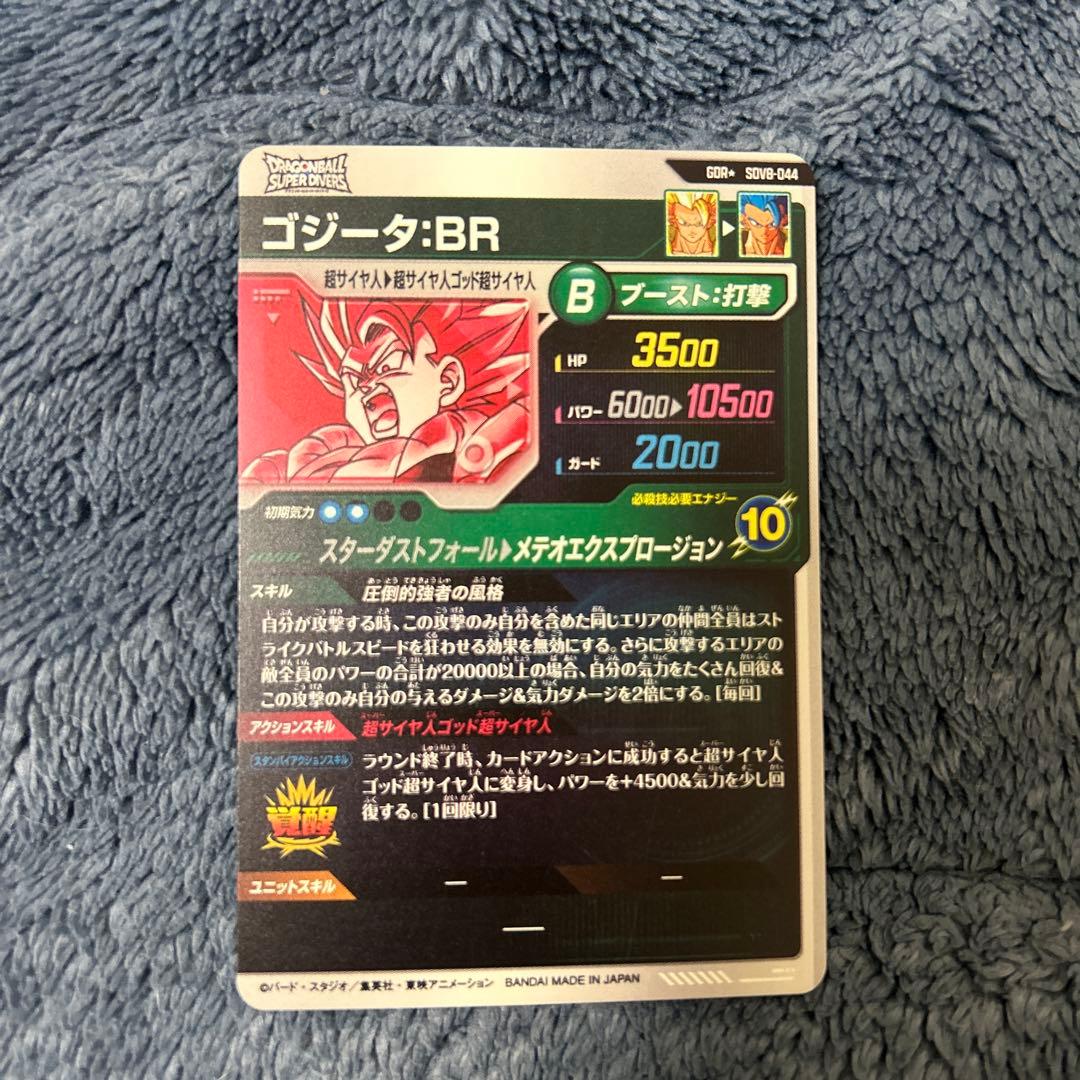 DRAGONBALL
SUPER DIVERS
GDR★ SDV8-044
ゴジータ:BR
超サイヤ人▶超サイヤ人ゴッド超サイヤ人
B ブースト:打撃
HP 3500
パワー 6000▶10500
ガード 2000
初期気力
必殺技必要エナジー
10
スターダストフォール▶メテオエクスプロージョン
スキル 圧倒的強者の風格
自分が攻撃する時、この攻撃のみ自分を含めた同じエリアの仲間全員はスト
ライクバトルスピードを狂わせる効果を無効にする。さらに攻撃するエリアの
敵全員のパワーの合計が20000以上の場合、自分の気力をたくさん回復&
この攻撃のみ自分の与えるダメージ&気力ダメージを2倍にする。[毎回]
アクションスキル 超サイヤ人ゴッド超サイヤ人
スタンバイアクションスキル
覚醒
ラウンド終了時、カードアクションに成功すると超サイヤ人
ゴッド超サイヤ人に変身し、パワーを+4500&気力を少し回
復する。[1回限り]
ユニットスキル — —
—
©バード・スタジオ/集英社・東映アニメーション BANDAI MADE IN JAPAN